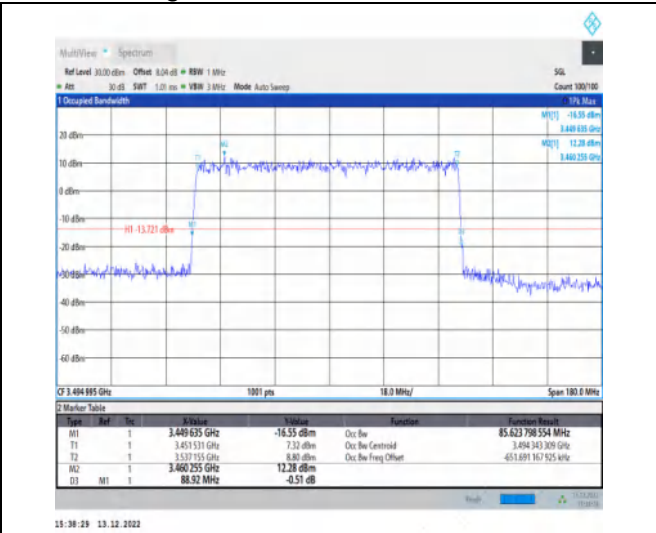 MultiView Spectrum
Ref Level 30.00 dBm Offset 8.04 dB RBW 1 MHz SGL
Att 30 dB SWT 1.01 ms VBW 3 MHz Mode Auto Sweep Count 100/100
1 Occupied Bandwidth 1Pk Max
M1[1] -16.55 dBm
3.449 635 GHz
M2[1] 12.28 dBm
3.460 255 GHz
20 dBm
M2
T1
10 dBm
0 dBm
-10 dBm
H1 -13.721 dBm
M1
-20 dBm
-30 dBm
-40 dBm
-50 dBm
-60 dBm
CF 3.494 995 GHz 1001 pts 18.0 MHz/ Span 180.0 MHz
2 Marker Table
Type Ref Trc X-Value Y-Value Function Function Result
M1 1 3.449 635 GHz -16.55 dBm Occ Bw 85.623 798 554 MHz
T1 1 3.451 531 GHz 7.32 dBm Occ Bw Centroid 3.494 343 309 GHz
T2 1 3.537 155 GHz 8.80 dBm Occ Bw Freq Offset -651.691 167 925 kHz
M2 1 3.460 255 GHz 12.28 dBm
D3 M1 1 88.92 MHz -0.51 dB
15:38:29 13.12.2022